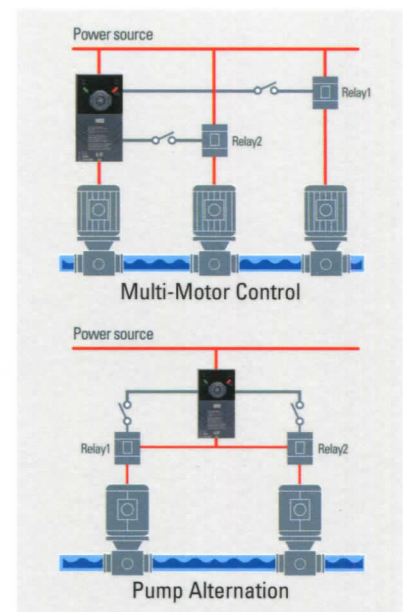 Power source
Relay1
Relay2
Multi-Motor Control
Power source
Relay1
Relay2
Pump Alternation